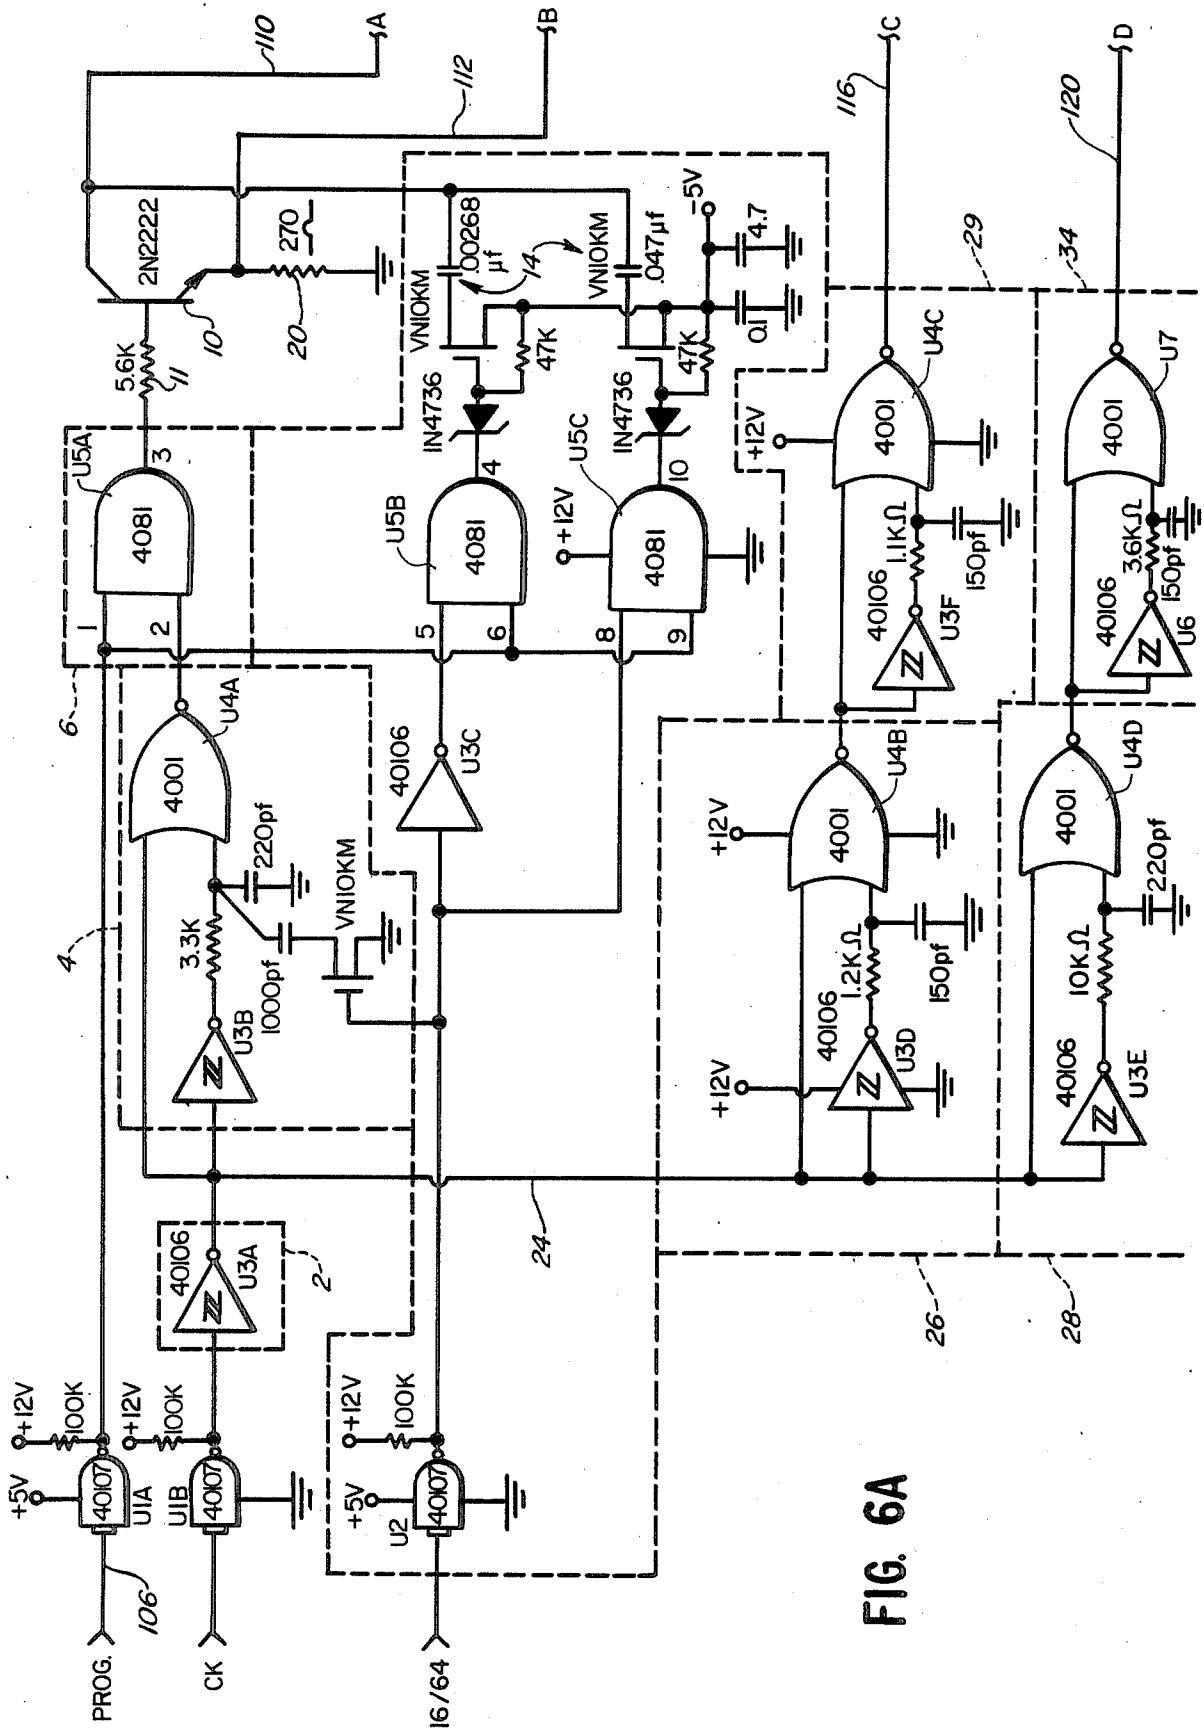 PROG.
106
+5V
+12V
100K
40107
U1A
CK
U1B
40107
+12V
100K
40106
U3A
2
16/64
+5V
U2
40107
+12V
100K
24
4
U3B
3.3K
1000pf
220pf
VN10KM
4001
U4A
6
1
2
4081
U5A
3
5.6K
11
10
2N2222
20
270
110
A
112
B
40106
U3C
5
6
4081
U5B
4
1N4736
47K
VN10KM
.00268
μf
14
8
9
4081
U5C
+12V
10
1N4736
47K
VN10KM
.047μf
-5V
0.1
4.7
26
+12V
40106
U3D
1.2KΩ
150pf
+12V
4001
U4B
40106
U3F
1.1KΩ
150pf
+12V
4001
U4C
29
116
C
28
40106
U3E
10KΩ
220pf
4001
U4D
40106
U6
3.6KΩ
150pf
4001
U7
34
120
D
FIG. 6A